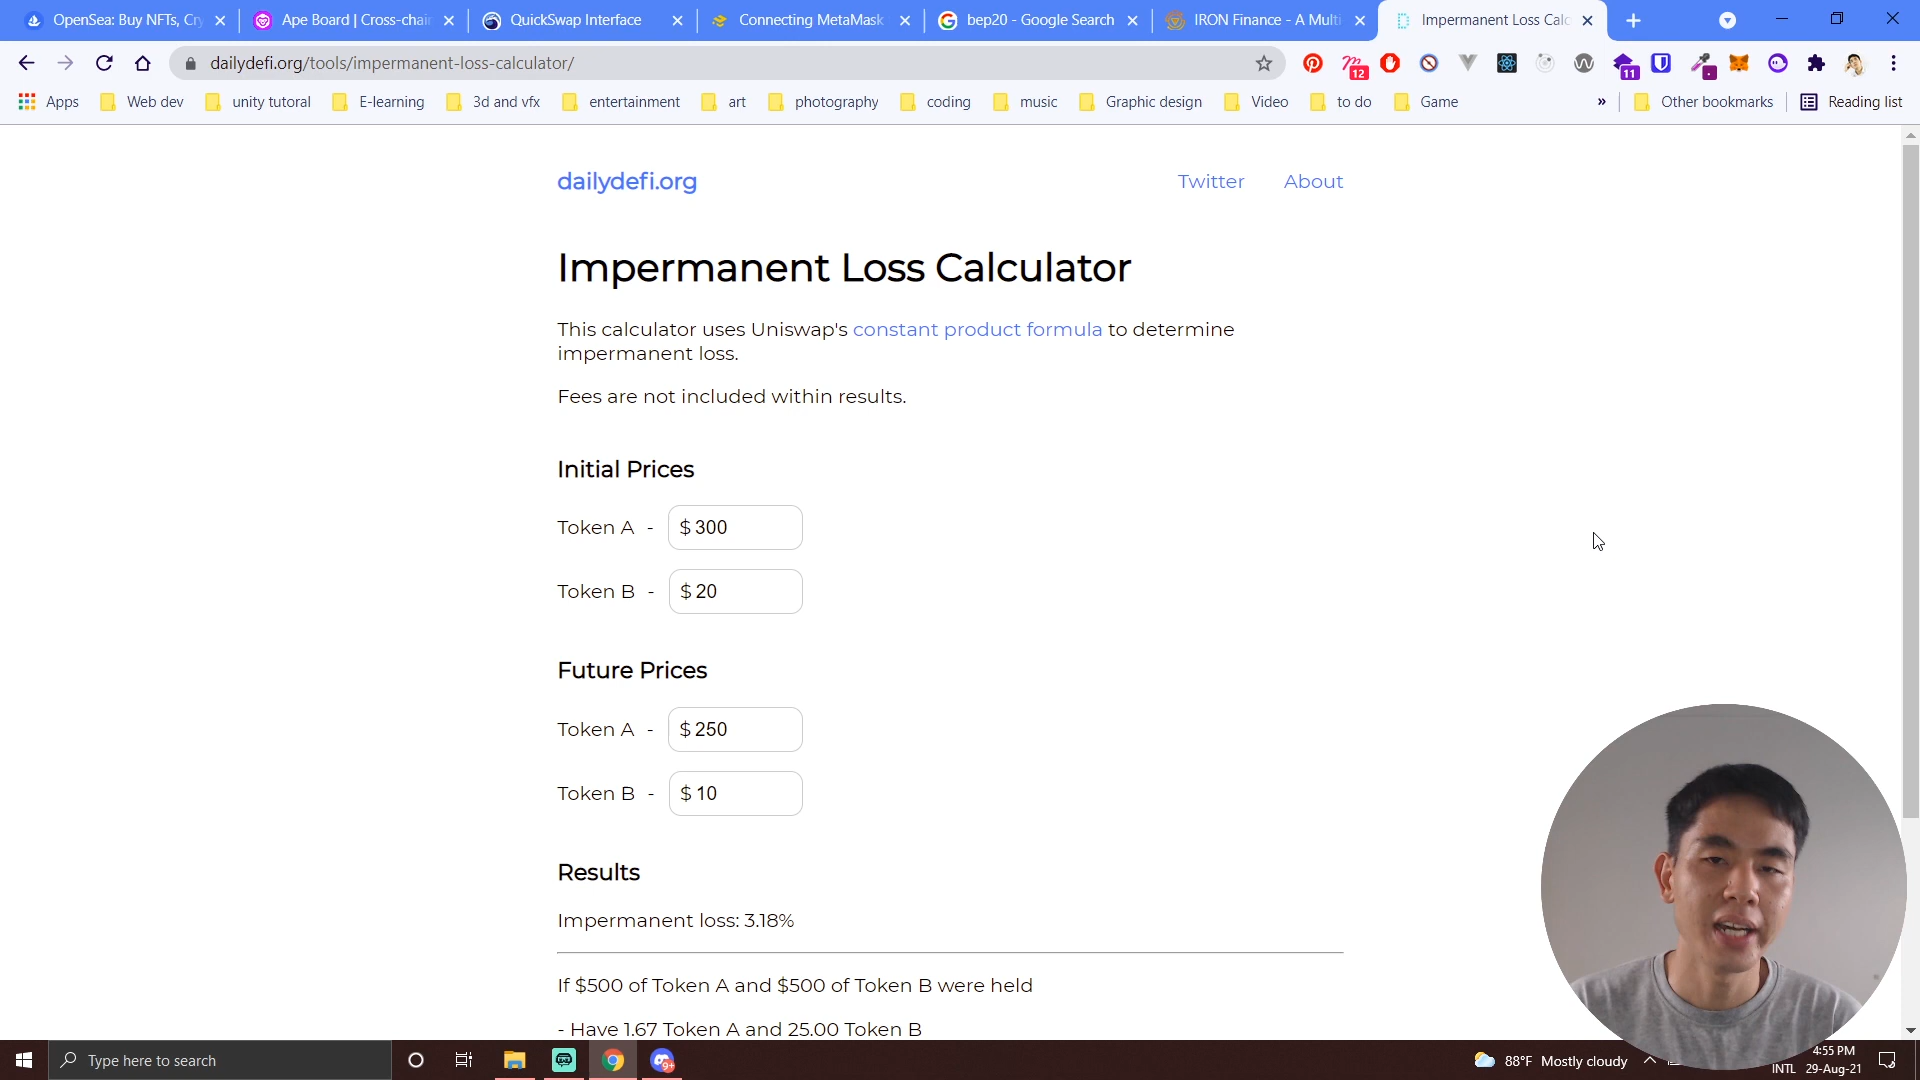 OpenSea: Buy NFTs, Cry
Ape Board | Cross-chain
QuickSwap Interface
Connecting MetaMask
bep20 - Google Search
IRON Finance - A Multi
Impermanent Loss Calc
dailydefi.org/tools/impermanent-loss-calculator/
12
11
Apps
Web dev
unity tutorial
E-learning
3d and vfx
entertainment
art
photography
coding
music
Graphic design
Video
to do
Game
»
Other bookmarks
Reading list
dailydefi.org
Twitter
About
Impermanent Loss Calculator
This calculator uses Uniswap's constant product formula to determine
impermanent loss.
Fees are not included within results.
Initial Prices
Token A - $ 300
Token B - $ 20
Future Prices
Token A - $ 250
Token B - $ 10
Results
Impermanent loss: 3.18%
If $500 of Token A and $500 of Token B were held
- Have 1.67 Token A and 25.00 Token B
Type here to search
9+
88°F Mostly cloudy
INTL
4:55 PM
29-Aug-21